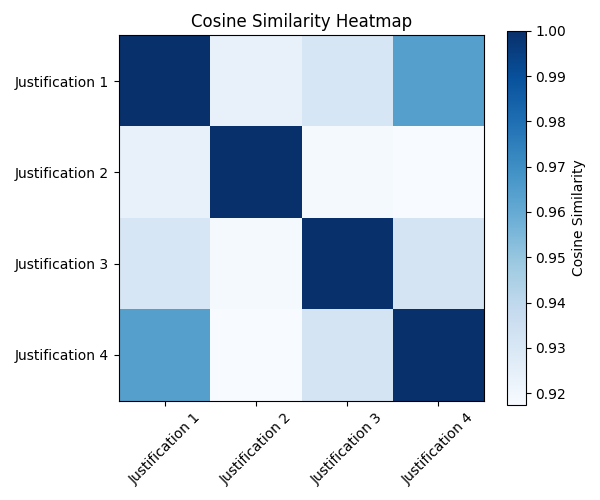 Cosine Similarity Heatmap
Justification 1
Justification 2
Justification 3
Justification 4
Justification 1
Justification 2
Justification 3
Justification 4
1.00
0.99
0.98
0.97
0.96
0.95
0.94
0.93
0.92
Cosine Similarity